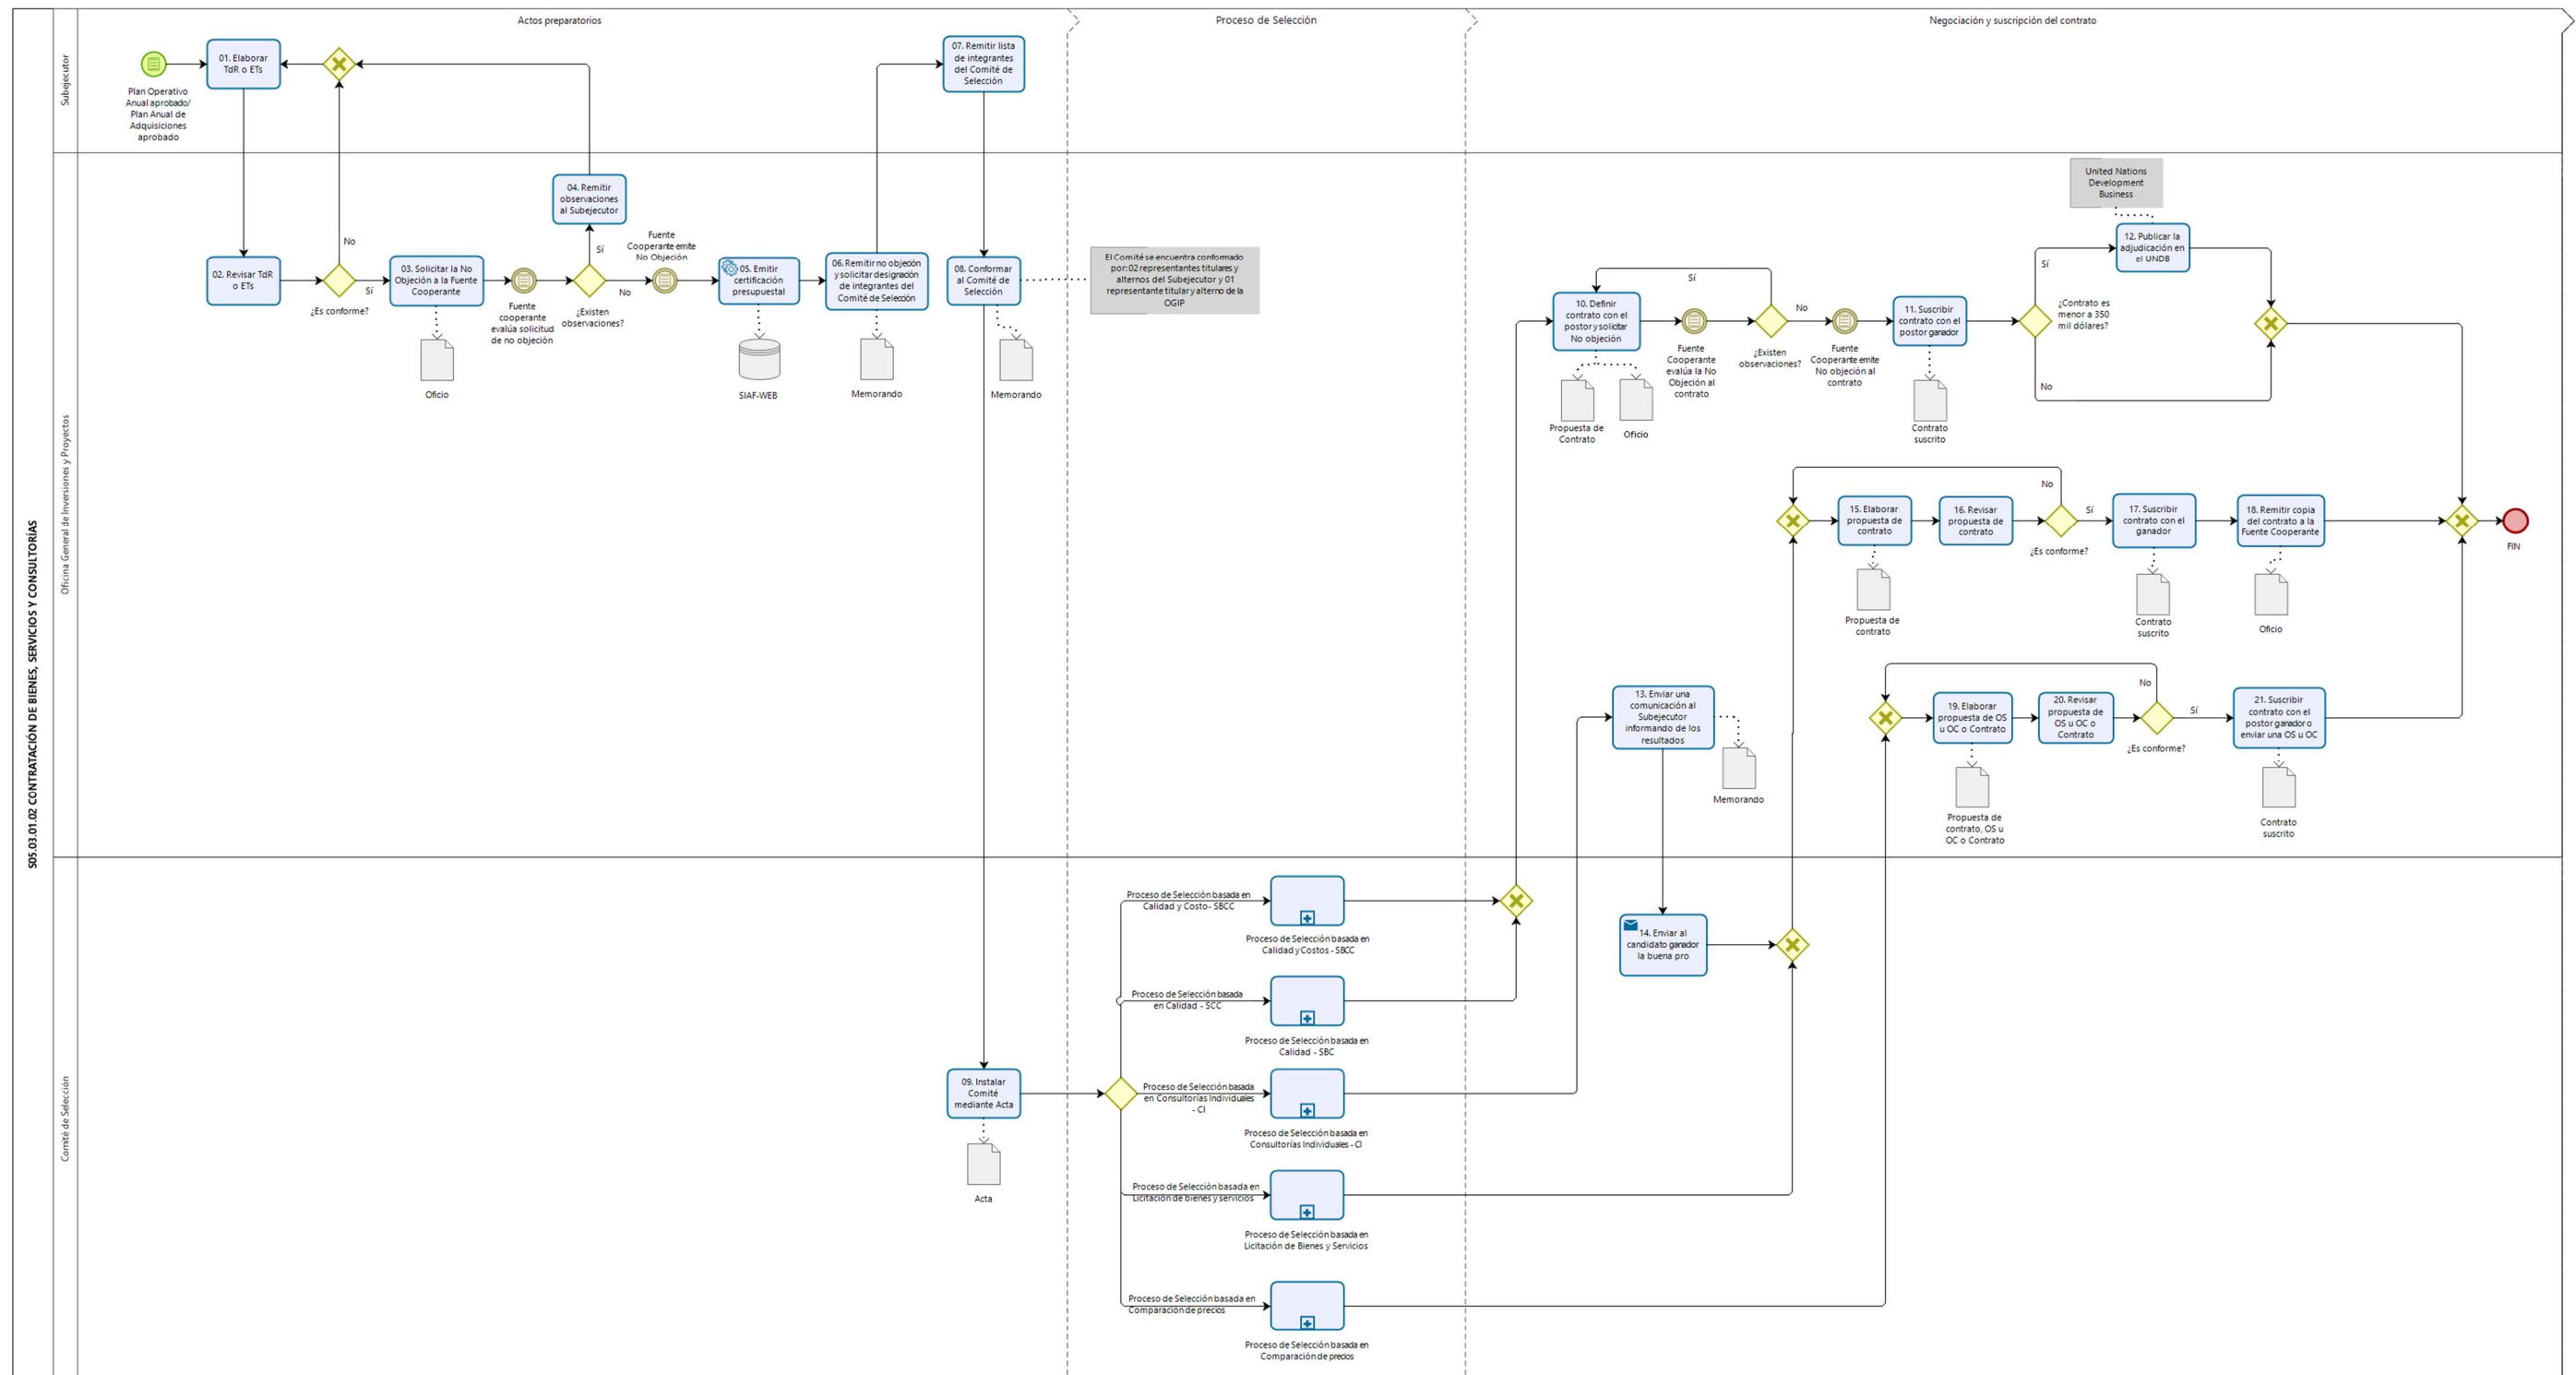 S05.03.01.02 CONTRATACIÓN DE BIENES, SERVICIOS Y CONSULTORÍAS
Actos preparatorios
Proceso de Selección
Negociación y suscripción del contrato
Subejecutor
Plan Operativo
Anual aprobado/
Plan Anual de
Adquisiciones
aprobado
01. Elaborar
TdR o ETs
07. Remitir lista
de integrantes
del Comité de
Selección
Oficina General de Inversiones y Proyectos
02. Revisar TdR
o ETs
No
Sí
¿Es conforme?
03. Solicitar la No
Objeción a la Fuente
Cooperante
Oficio
Fuente
cooperante
evalúa solicitud
de no objeción
04. Remitir
observaciones
al Subejecutor
Sí
No
¿Existen
observaciones?
Fuente
Cooperante emite
No Objeción
05. Emitir
certificación
presupuestal
SIAF-WEB
06. Remitir no objeción
y solicitar designación
de integrantes del
Comité de Selección
Memorando
08. Conformar
al Comité de
Selección
Memorando
El Comité se encuentra conformado
por: 02 representantes titulares y
alternos del Subejecutor y 01
representante titular y alterno de la
OGIP
10. Definir
contrato con el
postor y solicitar
No objeción
Propuesta de
Contrato
Oficio
Sí
Fuente
Cooperante
evalúa la No
Objeción al
contrato
¿Existen
observaciones?
No
Fuente
Cooperante emite
No objeción al
contrato
11. Suscribir
contrato con el
postor ganador
Contrato
suscrito
Sí
¿Contrato es
menor a 350
mil dólares?
No
United Nations
Development
Business
12. Publicar la
adjudicación en
el UNDB
15. Elaborar
propuesta de
contrato
Propuesta de
contrato
16. Revisar
propuesta de
contrato
No
Sí
¿Es conforme?
17. Suscribir
contrato con el
ganador
Contrato
suscrito
18. Remitir copia
del contrato a la
Fuente Cooperante
Oficio
FIN
13. Enviar una
comunicación al
Subejecutor
informando de los
resultados
Memorando
19. Elaborar
propuesta de OS
u OC o Contrato
Propuesta de
contrato, OS u
OC o Contrato
20. Revisar
propuesta de
OS u OC o
Contrato
No
Sí
¿Es conforme?
21. Suscribir
contrato con el
postor ganador o
enviar una OS u OC
Contrato
suscrito
Comité de Selección
09. Instalar
Comité
mediante Acta
Acta
Proceso de Selección basada en
Calidad y Costo- SBCC
Proceso de Selección basada en
Calidad y Costos - SBCC
Proceso de Selección basada
en Calidad - SCC
Proceso de Selección basada en
Calidad - SBC
Proceso de Selección basada
en Consultorías Individuales
- CI
Proceso de Selección basada en
Consultorías Individuales - CI
Proceso de Selección basada en
Licitación de bienes y servicios
Proceso de Selección basada en
Licitación de Bienes y Servicios
Proceso de Selección basada en
Comparación de precios
Proceso de Selección basada en
Comparación de precios
14. Enviar al
candidato ganador
la buena pro